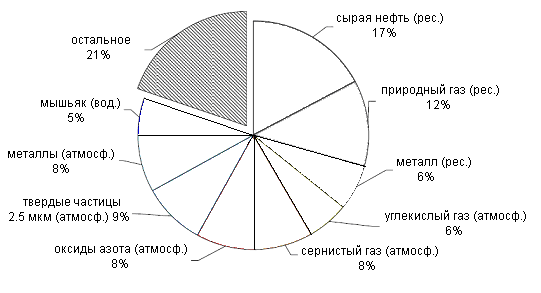 сырая нефть (рес.)
17%
природный газ (рес.)
12%
металл (рес.)
6%
углекислый газ (атмосф.)
6%
сернистый газ (атмосф.)
8%
оксиды азота (атмосф.)
8%
твердые частицы
2.5 мкм (атмосф.) 9%
металлы (атмосф.)
8%
мышьяк (вод.)
5%
остальное
21%